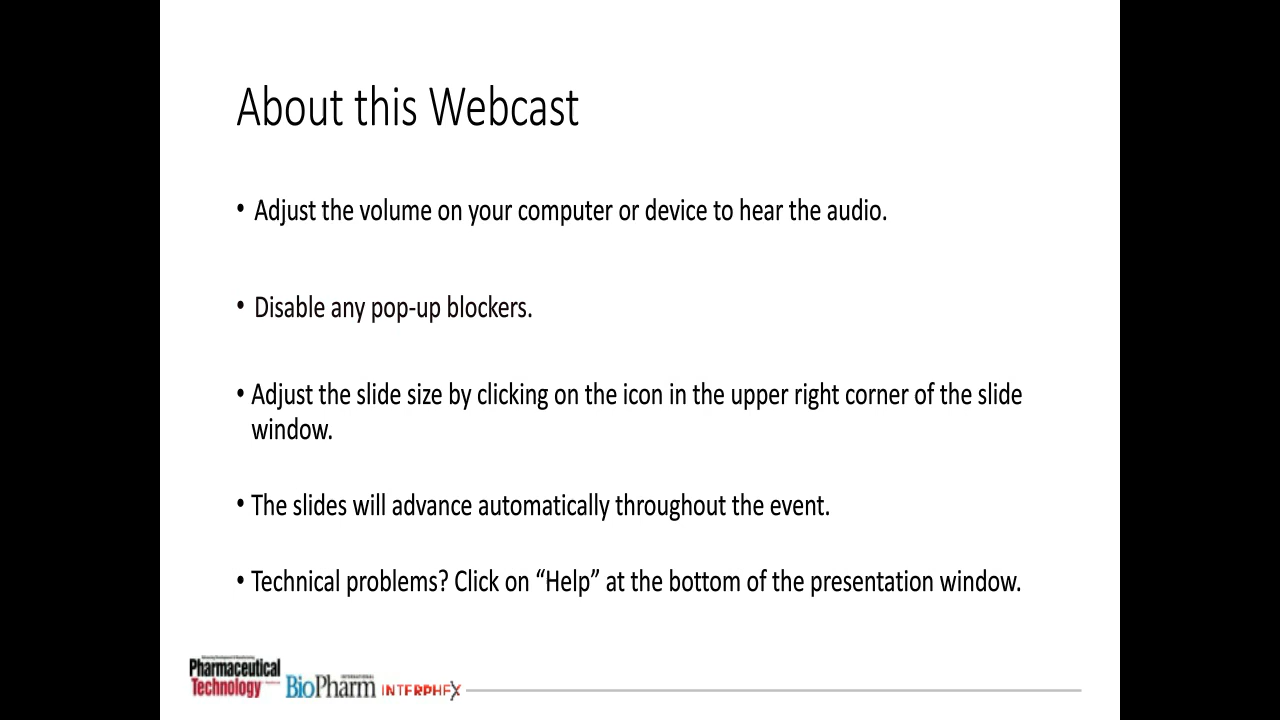 About this Webcast
• Adjust the volume on your computer or device to hear the audio.
• Disable any pop-up blockers.
• Adjust the slide size by clicking on the icon in the upper right corner of the slide
window.
• The slides will advance automatically throughout the event.
• Technical problems? Click on “Help” at the bottom of the presentation window.
Pharmaceutical
Technology
INTERNATIONAL
BioPharm
INTERPHEX